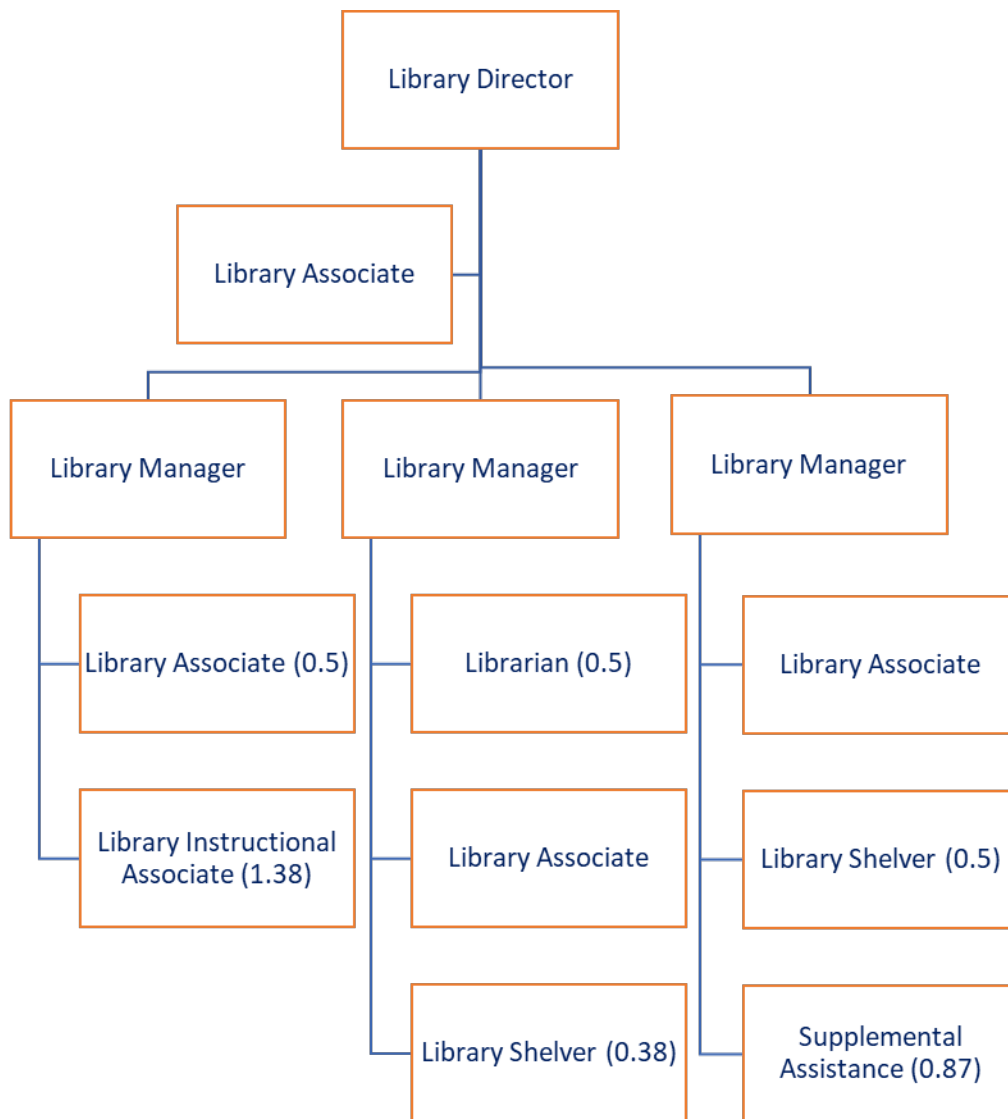 Library Director
Library Associate
Library Manager
Library Manager
Library Manager
Library Associate (0.5)
Librarian (0.5)
Library Associate
Library Instructional
Associate (1.38)
Library Associate
Library Shelver (0.5)
Library Shelver (0.38)
Supplemental
Assistance (0.87)